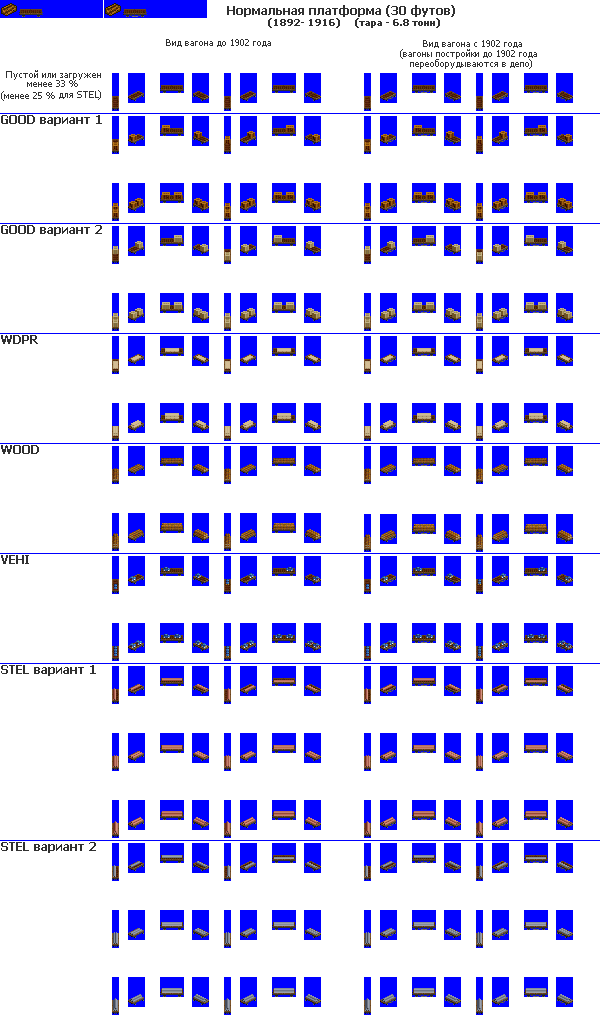 Нормальная платформа (30 футов)
(1892- 1916) (тара - 6.8 тонн)
Вид вагона до 1902 года
Вид вагона с 1902 года
(вагоны постройки до 1902 года
переоборудываются в депо)
Пустой или загружен
менее 33 %
(менее 25 % для STEL)
GOOD вариант 1
GOOD вариант 2
WDPR
WOOD
VEHI
STEL вариант 1
STEL вариант 2